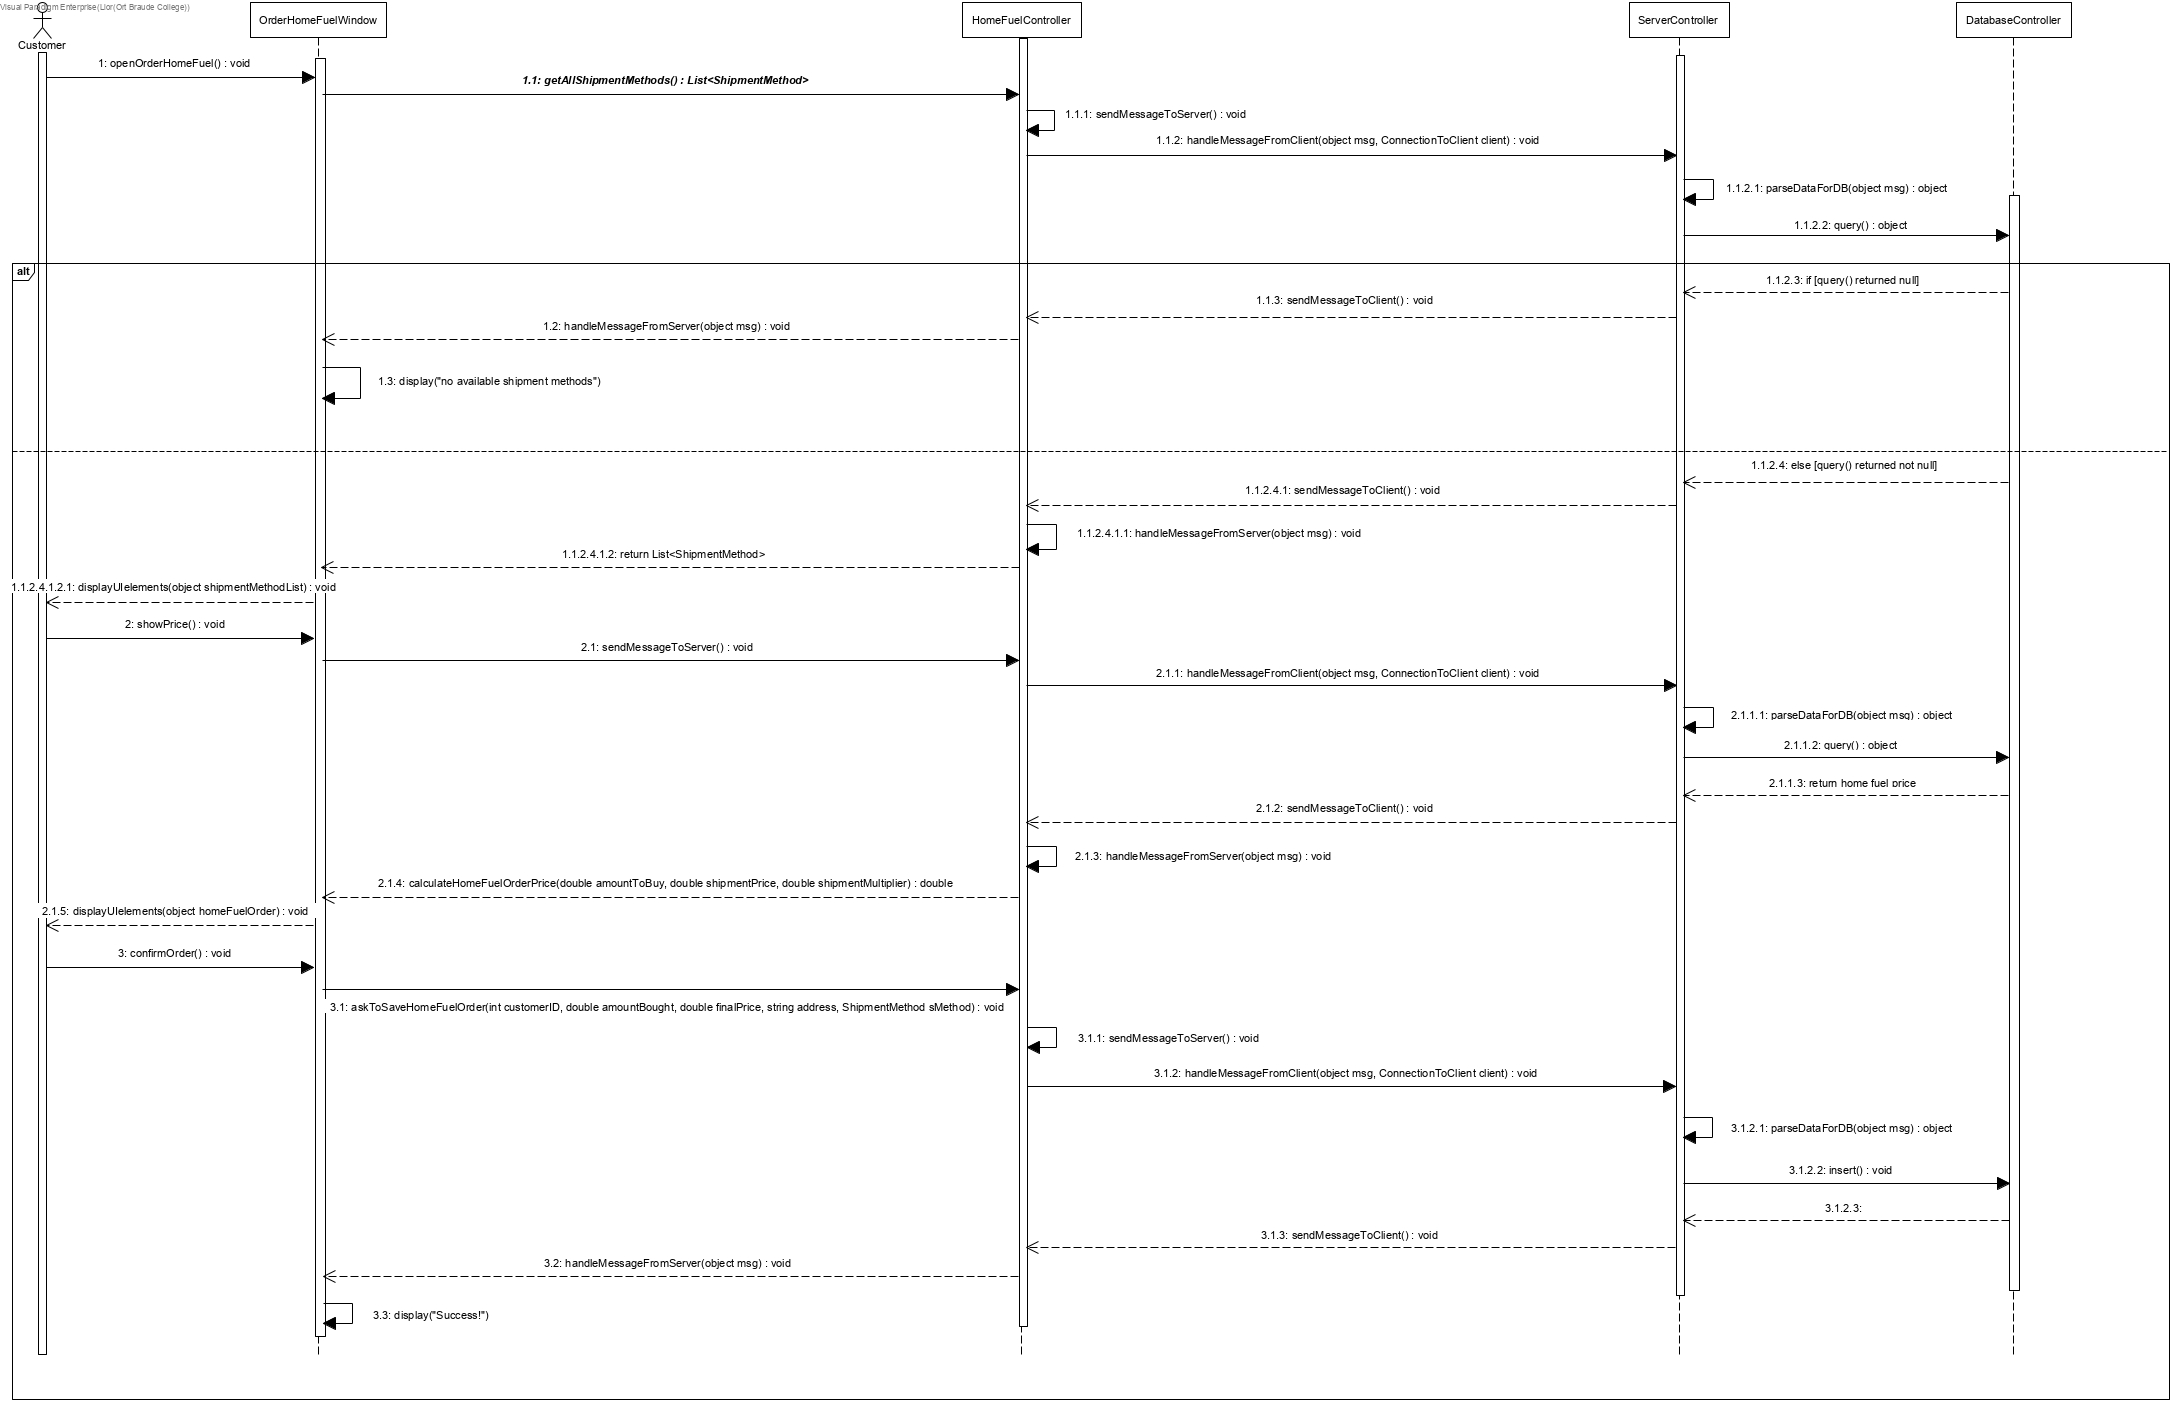 Visual Paradigm Enterprise(Lior(Ort Braude College))
Customer
OrderHomeFuelWindow
HomeFuelController
ServerController
DatabaseController
1: openOrderHomeFuel() : void
1.1: getAllShipmentMethods() : List<ShipmentMethod>
1.1.1: sendMessageToServer() : void
1.1.2: handleMessageFromClient(object msg, ConnectionToClient client) : void
1.1.2.1: parseDataForDB(object msg) : object
1.1.2.2: query() : object
alt
1.1.2.3: if [query() returned null]
1.1.3: sendMessageToClient() : void
1.2: handleMessageFromServer(object msg) : void
1.3: display("no available shipment methods")
1.1.2.4: else [query() returned not null]
1.1.2.4.1: sendMessageToClient() : void
1.1.2.4.1.1: handleMessageFromServer(object msg) : void
1.1.2.4.1.2: return List<ShipmentMethod>
1.1.2.4.1.2.1: displayUIelements(object shipmentMethodList) : void
2: showPrice() : void
2.1: sendMessageToServer() : void
2.1.1: handleMessageFromClient(object msg, ConnectionToClient client) : void
2.1.1.1: parseDataForDB(object msg) : object
2.1.1.2: query() : object
2.1.1.3: return home fuel price
2.1.2: sendMessageToClient() : void
2.1.3: handleMessageFromServer(object msg) : void
2.1.4: calculateHomeFuelOrderPrice(double amountToBuy, double shipmentPrice, double shipmentMultiplier) : double
2.1.5: displayUIelements(object homeFuelOrder) : void
3: confirmOrder() : void
3.1: askToSaveHomeFuelOrder(int customerID, double amountBought, double finalPrice, string address, ShipmentMethod sMethod) : void
3.1.1: sendMessageToServer() : void
3.1.2: handleMessageFromClient(object msg, ConnectionToClient client) : void
3.1.2.1: parseDataForDB(object msg) : object
3.1.2.2: insert() : void
3.1.2.3:
3.1.3: sendMessageToClient() : void
3.2: handleMessageFromServer(object msg) : void
3.3: display("Success!")